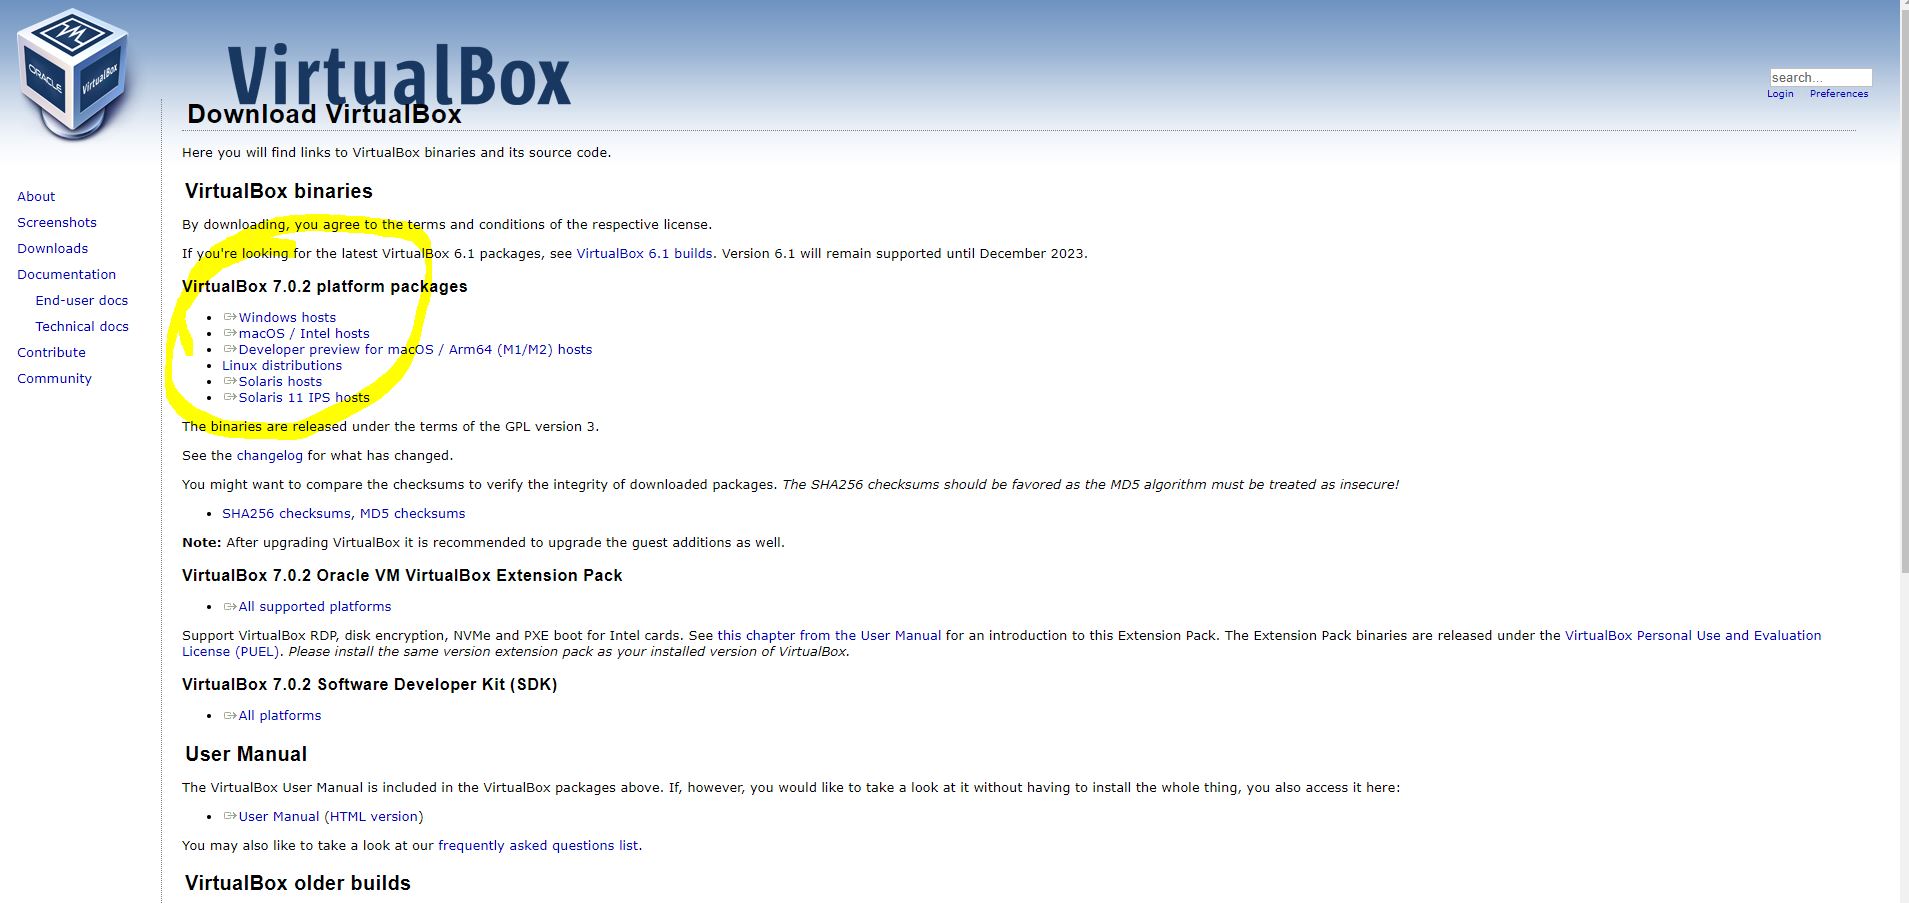 ORACLE
VirtualBox
VirtualBox
search...
Login Preferences
Download VirtualBox
Here you will find links to VirtualBox binaries and its source code.
About
Screenshots
Downloads
Documentation
End-user docs
Technical docs
Contribute
Community
VirtualBox binaries
By downloading, you agree to the terms and conditions of the respective license.
If you're looking for the latest VirtualBox 6.1 packages, see VirtualBox 6.1 builds. Version 6.1 will remain supported until December 2023.
VirtualBox 7.0.2 platform packages
Windows hosts
macOS / Intel hosts
Developer preview for macOS / Arm64 (M1/M2) hosts
Linux distributions
Solaris hosts
Solaris 11 IPS hosts
The binaries are released under the terms of the GPL version 3.
See the changelog for what has changed.
You might want to compare the checksums to verify the integrity of downloaded packages. The SHA256 checksums should be favored as the MD5 algorithm must be treated as insecure!
SHA256 checksums, MD5 checksums
Note: After upgrading VirtualBox it is recommended to upgrade the guest additions as well.
VirtualBox 7.0.2 Oracle VM VirtualBox Extension Pack
All supported platforms
Support VirtualBox RDP, disk encryption, NVMe and PXE boot for Intel cards. See this chapter from the User Manual for an introduction to this Extension Pack. The Extension Pack binaries are released under the VirtualBox Personal Use and Evaluation
License (PUEL). Please install the same version extension pack as your installed version of VirtualBox.
VirtualBox 7.0.2 Software Developer Kit (SDK)
All platforms
User Manual
The VirtualBox User Manual is included in the VirtualBox packages above. If, however, you would like to take a look at it without having to install the whole thing, you also access it here:
User Manual (HTML version)
You may also like to take a look at our frequently asked questions list.
VirtualBox older builds